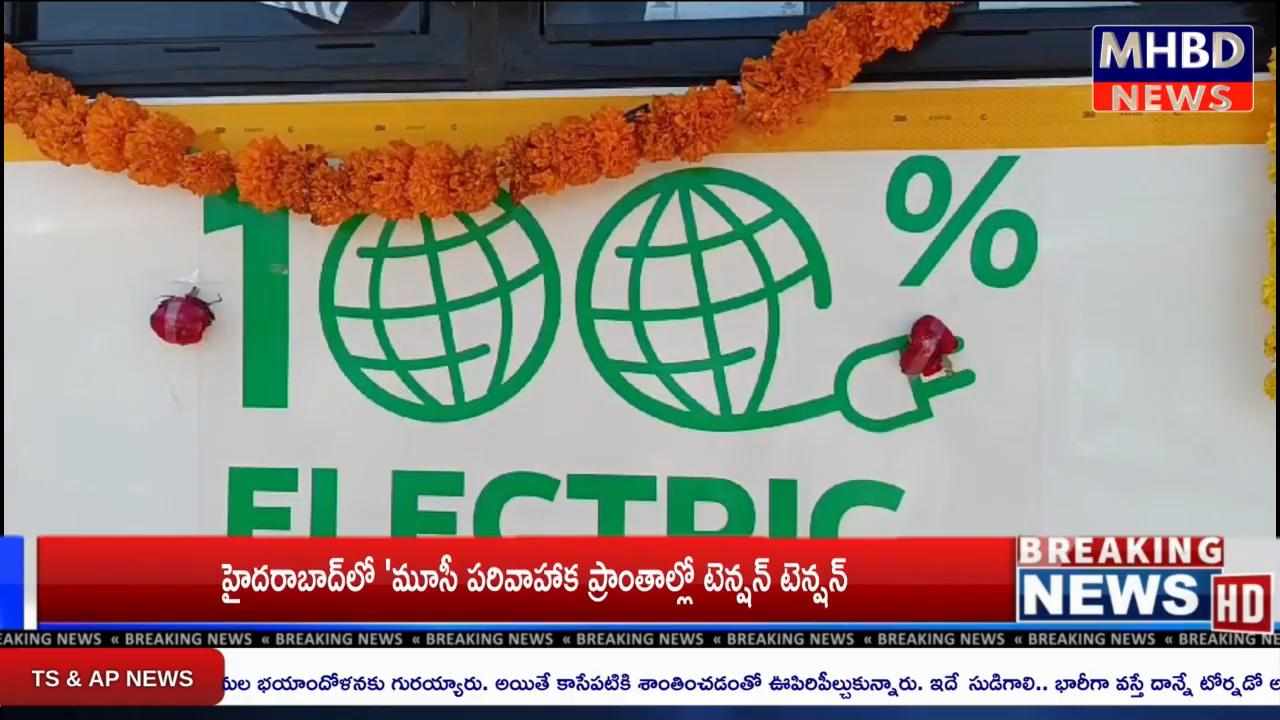 MHBD
NEWS
100%
ELECTRIC
హైదరాబాద్‌లో 'మూసీ పరివాహాక ప్రాంతాల్లో టెన్షన్ టెన్షన్
BREAKING
NEWS HD
BREAKING NEWS « BREAKING NEWS « BREAKING NEWS « BREAKING NEWS « BREAKING NEWS « BREAKING NEWS « BREAKING NEWS « BREAKING NEWS
TS & AP NEWS
భయాందోళనకు గురయ్యారు. అయితే కాసేపటికి శాంతించడంతో ఊపిరిపీల్చుకున్నారు. ఇదే సుడిగాలి.. భారీగా వస్తే దాన్నే టోర్నడో